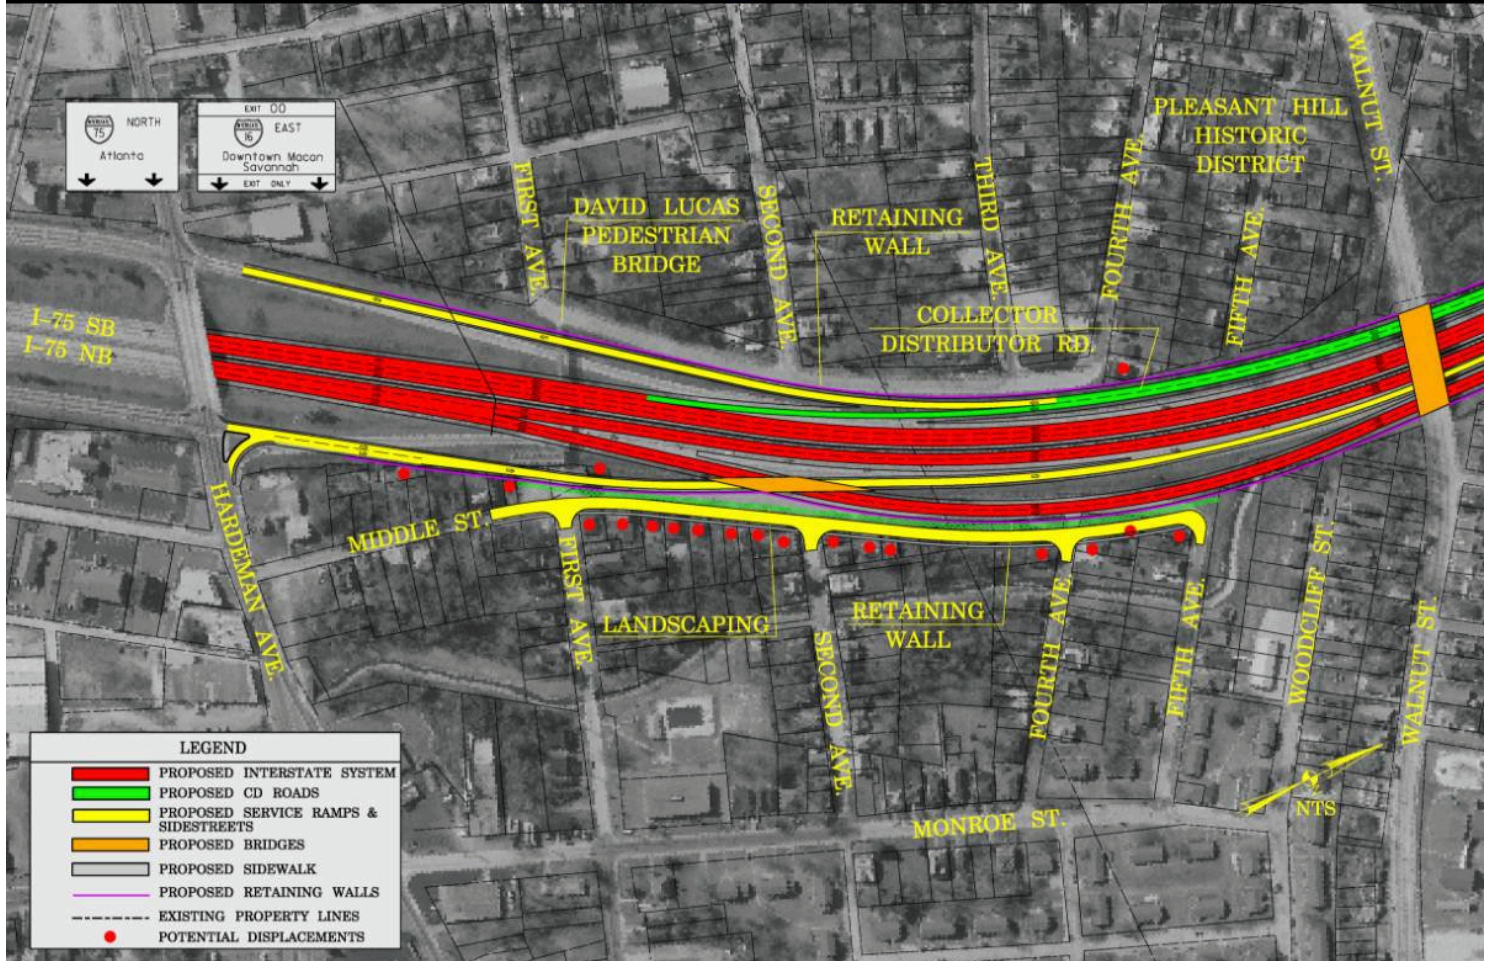 WALNUT ST.
EXIT 00
75
NORTH
Atlanta
16
EAST
Downtown Macon
Savannah
EXIT ONLY
PLEASANT HILL
HISTORIC
DISTRICT
FIRST AVE.
DAVID LUCAS
PEDESTRIAN
BRIDGE
SECOND AVE.
RETAINING
WALL
THIRD AVE.
FOURTH AVE.
FIFTH AVE.
COLLECTOR
DISTRIBUTOR RD.
I-75 SB
I-75 NB
HARDEMAN AVE.
MIDDLE ST.
FIRST AVE.
LANDSCAPING
SECOND AVE
RETAINING
WALL
FOURTH AVE.
FIFTH AVE.
WOODCLIFF ST.
WALNUT ST.
NTS
MONROE ST.
LEGEND
PROPOSED INTERSTATE SYSTEM
PROPOSED CD ROADS
PROPOSED SERVICE RAMPS &
SIDESTREETS
PROPOSED BRIDGES
PROPOSED SIDEWALK
PROPOSED RETAINING WALLS
EXISTING PROPERTY LINES
POTENTIAL DISPLACEMENTS